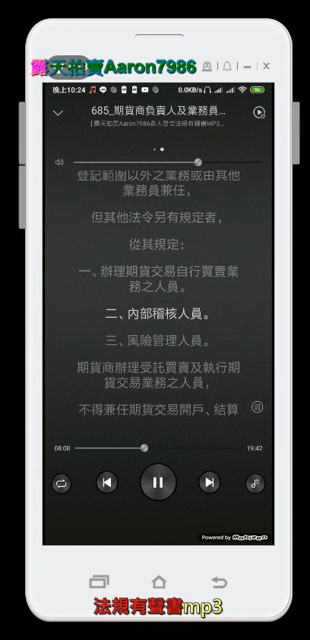 露天拍賣Aaron7986
晚上10:24
0.0KB/s
685_期貨商負責人及業務員...
【露天拍賣Aaron7986真人發音法規有聲書MP3...
登記範圍以外之業務或由其他
業務員兼任，
但其他法令另有規定者，
從其規定：
一、辦理期貨交易自行買賣業
務之人員。
二、內部稽核人員。
三、風險管理人員。
期貨商辦理受託買賣及執行期
貨交易業務之人員，
不得兼任期貨交易開戶、結算
08:08
19:42
Powered by
法規有聲書mp3